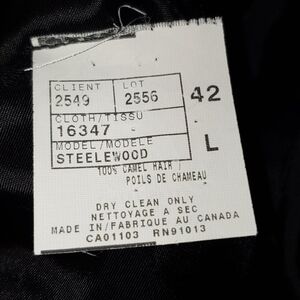 CLIENT LOT
2549 2556 42
CLOTH/TISSU
16347
MODEL/MODELE L
STEELEWOOD
100% CAMEL HAIR/
POILS DE CHAMEAU
DRY CLEAN ONLY
NETTOYAGE A SEC
MADE IN/FABRIQUE AU CANADA
CA01103 RN91013